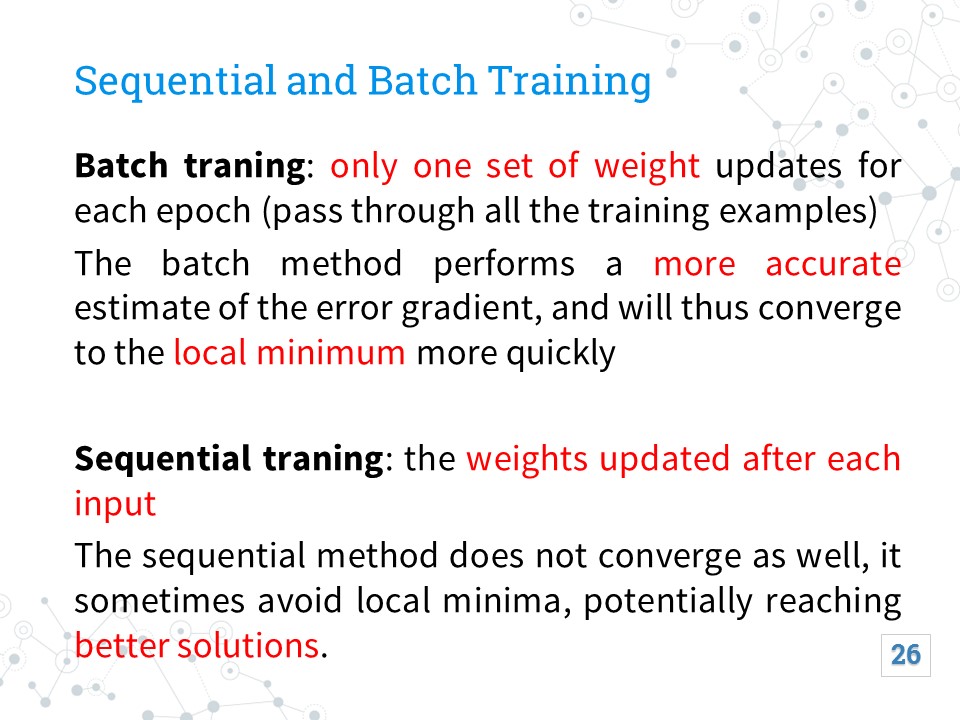 Sequential and Batch Training
Batch traning: only one set of weight updates for
each epoch (pass through all the training examples)
The batch method performs a more accurate
estimate of the error gradient, and will thus converge
to the local minimum more quickly
Sequential traning: the weights updated after each
input
The sequential method does not converge as well, it
sometimes avoid local minima, potentially reaching
better solutions.
26